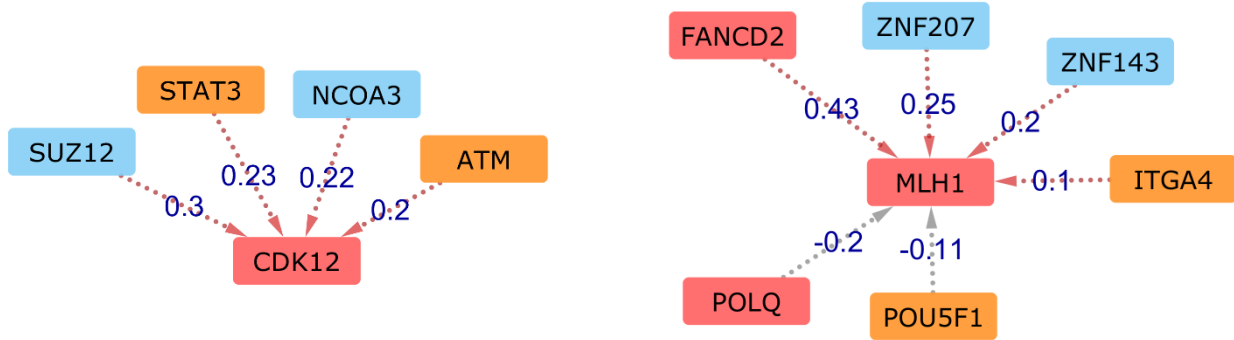 STAT3
NCOA3
SUZ12
ATM
0.3
0.23
0.22
0.2
CDK12
FANCD2
ZNF207
ZNF143
0.43
0.25
0.2
MLH1
0.1
ITGA4
-0.2
-0.11
POLQ
POU5F1